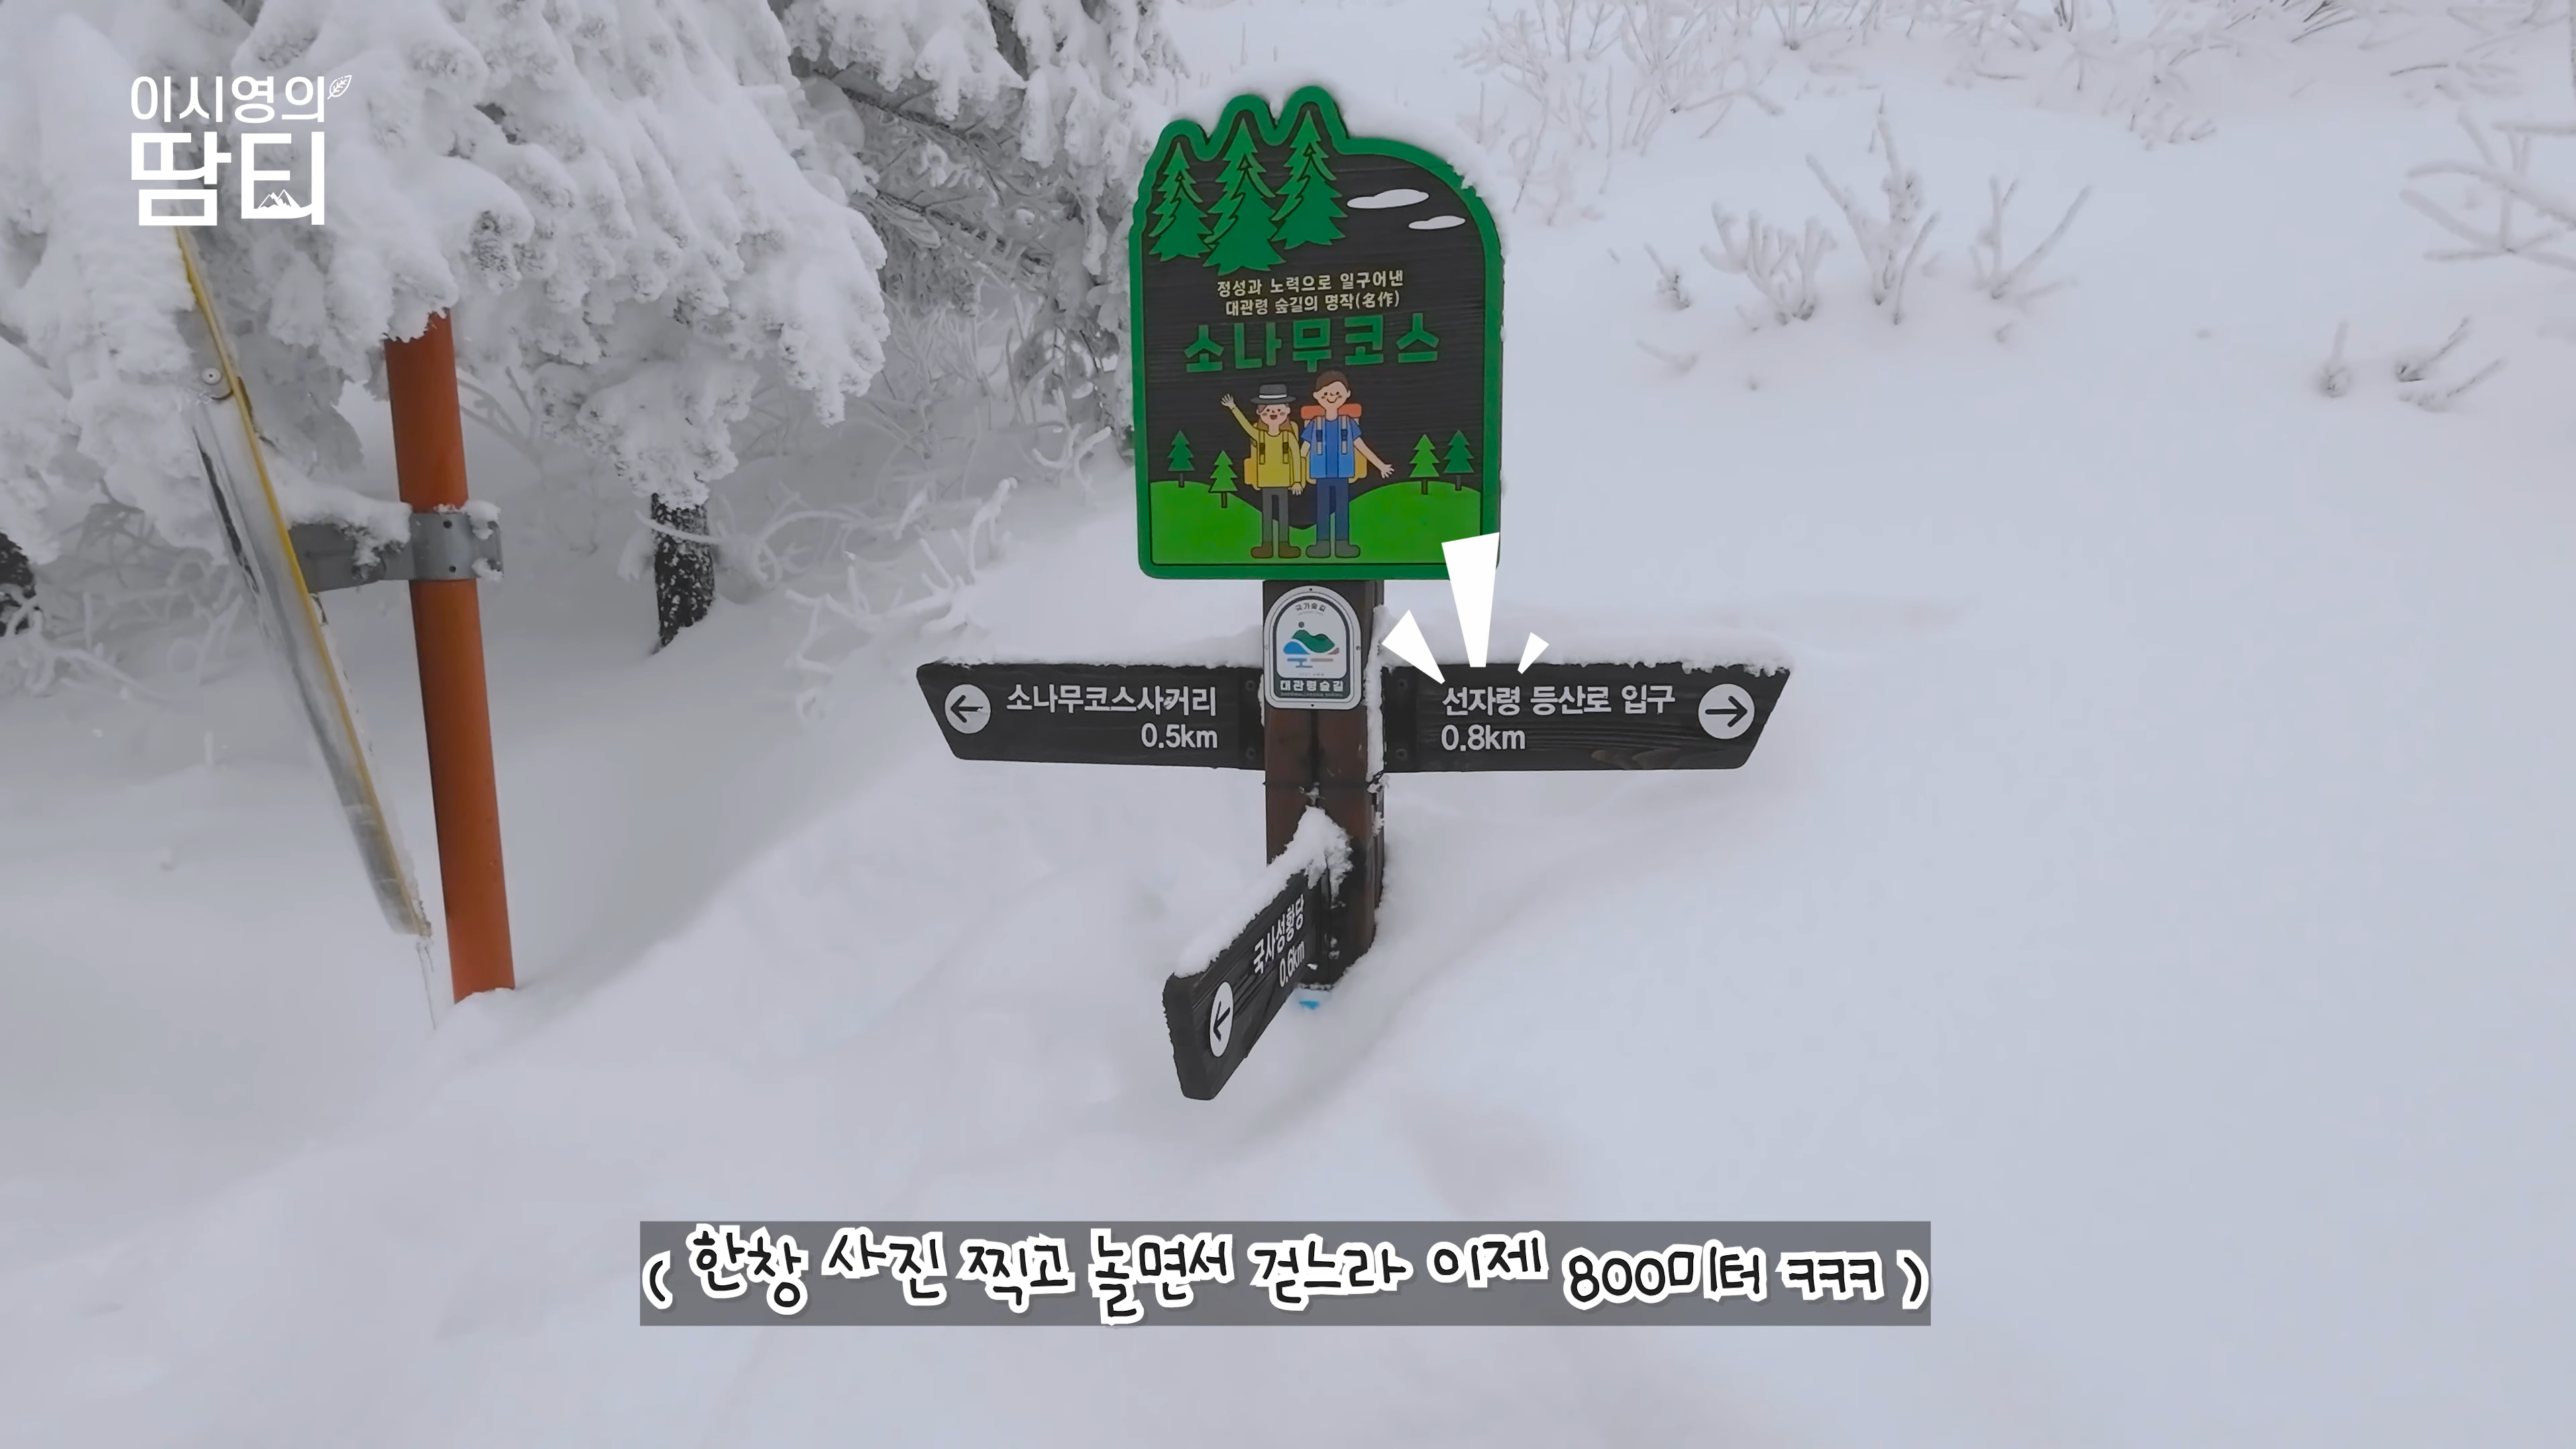 이시영의
땀티
정성과 노력으로 일구어낸
대관령 숲길의 명작(名作)
소나무코스
국가숲길
대관령숲길
소나무코스사거리
0.5km
선자령 등산로 입구
0.8km
국사성황당
0.6km
( 한창 사진 찍고 놀면서 걷느라 이제 800미터 ㅋㅋㅋ )